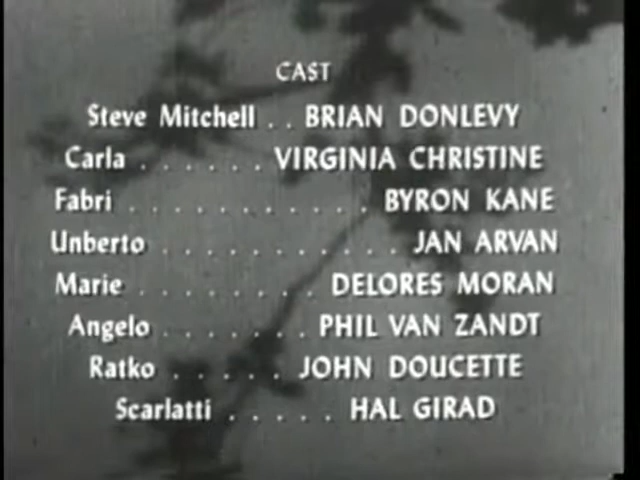 CAST
Steve Mitchell . . BRIAN DONLEVY
Carla . . . . . . VIRGINIA CHRISTINE
Fabri . . . . . . . . . . . BYRON KANE
Unberto . . . . . . . . . . . JAN ARVAN
Marie . . . . . . . . DELORES MORAN
Angelo . . . . . . . PHIL VAN ZANDT
Ratko . . . . . JOHN DOUCETTE
Scarlatti . . . . . HAL GIRAD